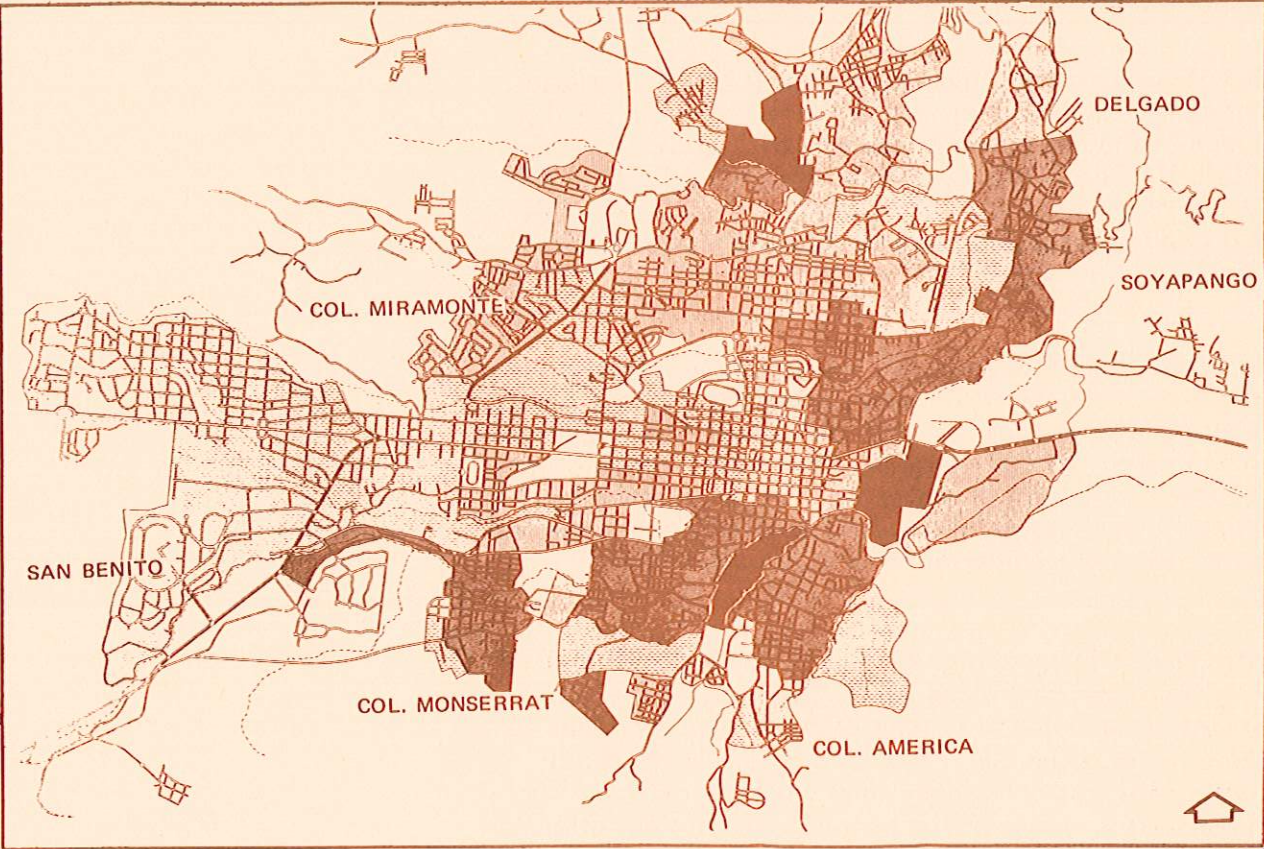 DELGADO
SOYAPANGO
COL. MIRAMONTE
SAN BENITO
COL. MONSERRAT
COL. AMERICA